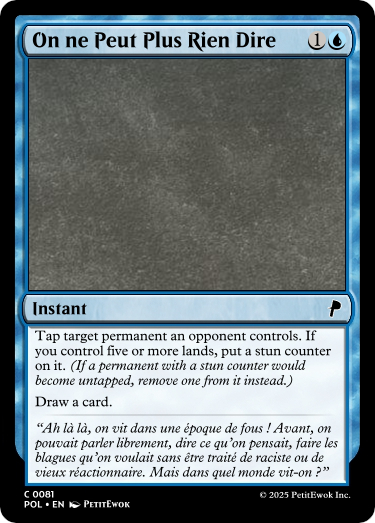 On ne Peut Plus Rien Dire 1
Instant
Tap target permanent an opponent controls. If
you control five or more lands, put a stun counter
on it. (If a permanent with a stun counter would
become untapped, remove one from it instead.)
Draw a card.
“Ah là là, on vit dans une époque de fous ! Avant, on
pouvait parler librement, dire ce qu’on pensait, faire les
blagues qu’on voulait sans être traité de raciste ou de
vieux réactionnaire. Mais dans quel monde vit-on ?”
C 0081
POL • EN PetitEwok
© 2025 PetitEwok Inc.